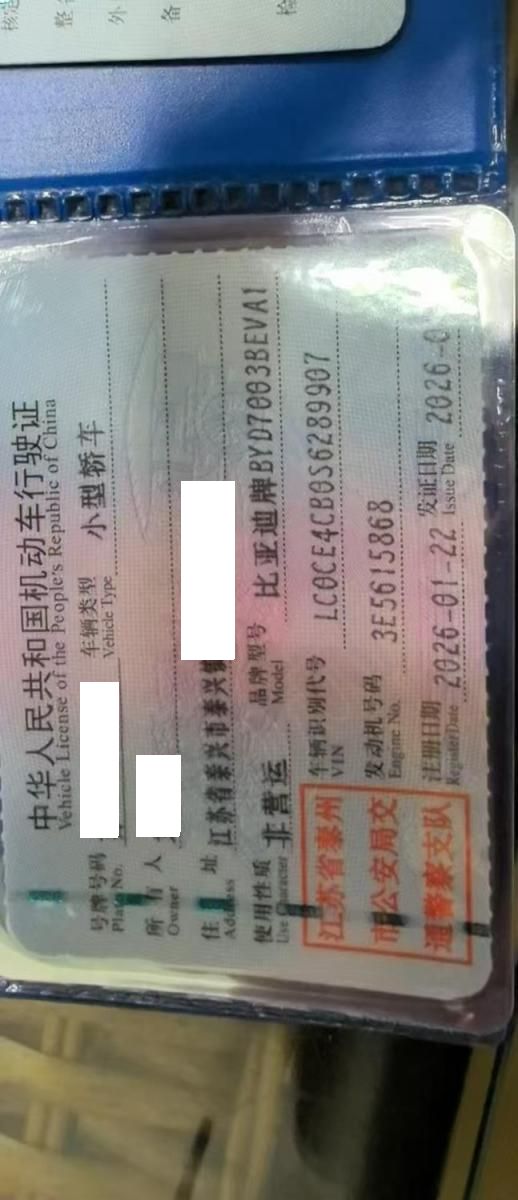 中华人民共和国机动车行驶证
Vehicle License of the People's Republic of China
号牌号码
Plate No.
车辆类型 小型轿车
Vehicle Type
所有人
Owner
住址 江苏省泰兴市泰兴镇
Address
使用性质 非营运
Use Character
品牌型号 比亚迪牌BYD7003BEVA1
Model
车辆识别代号 LC0CE4CB0S6289907
VIN
发动机号码 3E5615868
Engine No.
注册日期 2026-01-22
Register Date
发证日期 2026-0
Issue Date
江苏省泰州
市公安局交
通警察支队